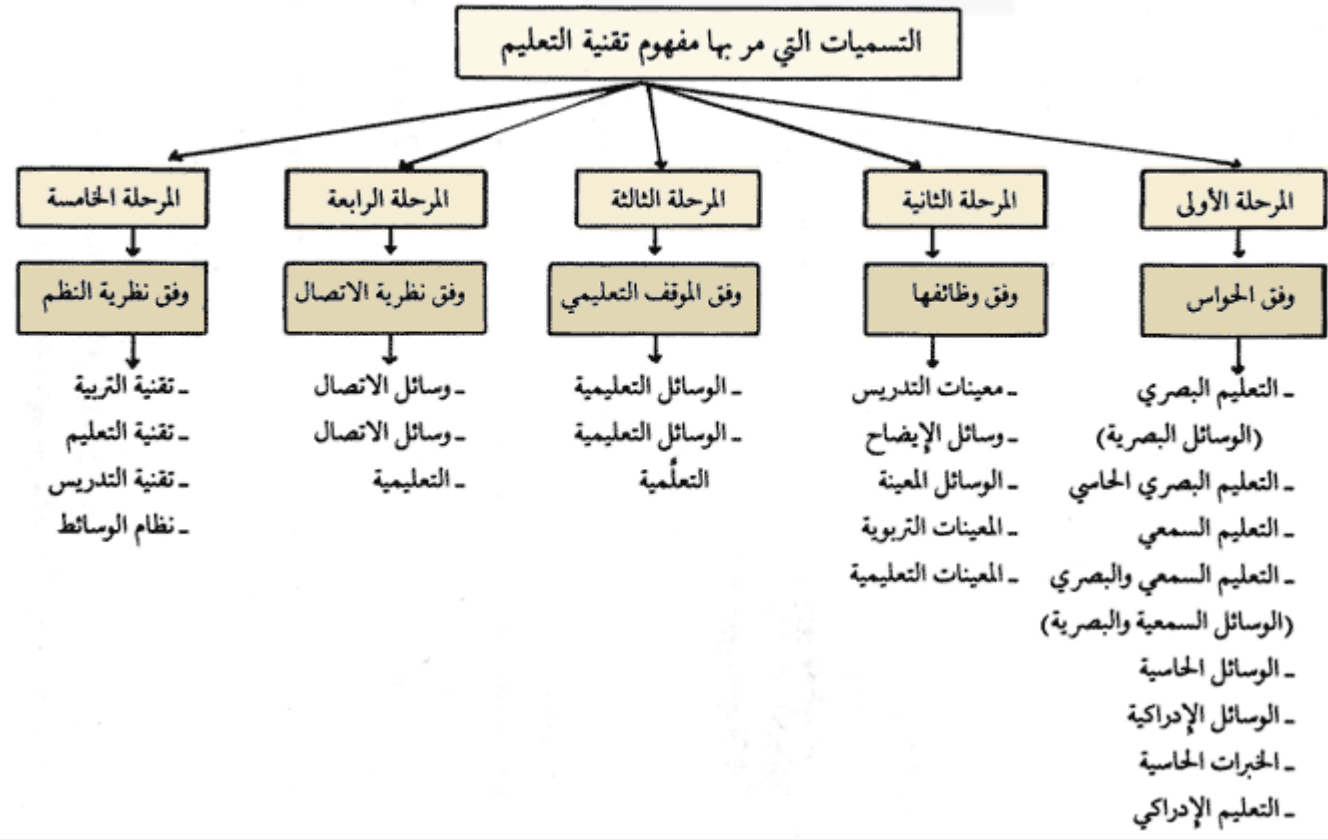 التسميات التي مر بها مفهوم تقنية التعليم
المرحلة الأولى
وفق الحواس
ـ التعليم البصري
(الوسائل البصرية)
ـ التعليم البصري الحاسي
ـ التعليم السمعي
ـ التعليم السمعي والبصري
(الوسائل السمعية والبصرية)
ـ الوسائل الحاسية
ـ الوسائل الإدراكية
ـ الخبرات الحاسية
ـ التعليم الإدراكي
المرحلة الثانية
وفق وظائفها
ـ معينات التدريس
ـ وسائل الإيضاح
ـ الوسائل المعينة
ـ المعينات التربوية
ـ المعينات التعليمية
المرحلة الثالثة
وفق الموقف التعليمي
ـ الوسائل التعليمية
ـ الوسائل التعليمية
التعلُّمية
المرحلة الرابعة
وفق نظرية الاتصال
ـ وسائل الاتصال
ـ وسائل الاتصال
ـ التعليمية
المرحلة الخامسة
وفق نظرية النظم
ـ تقنية التربية
ـ تقنية التعليم
ـ تقنية التدريس
ـ نظام الوسائط